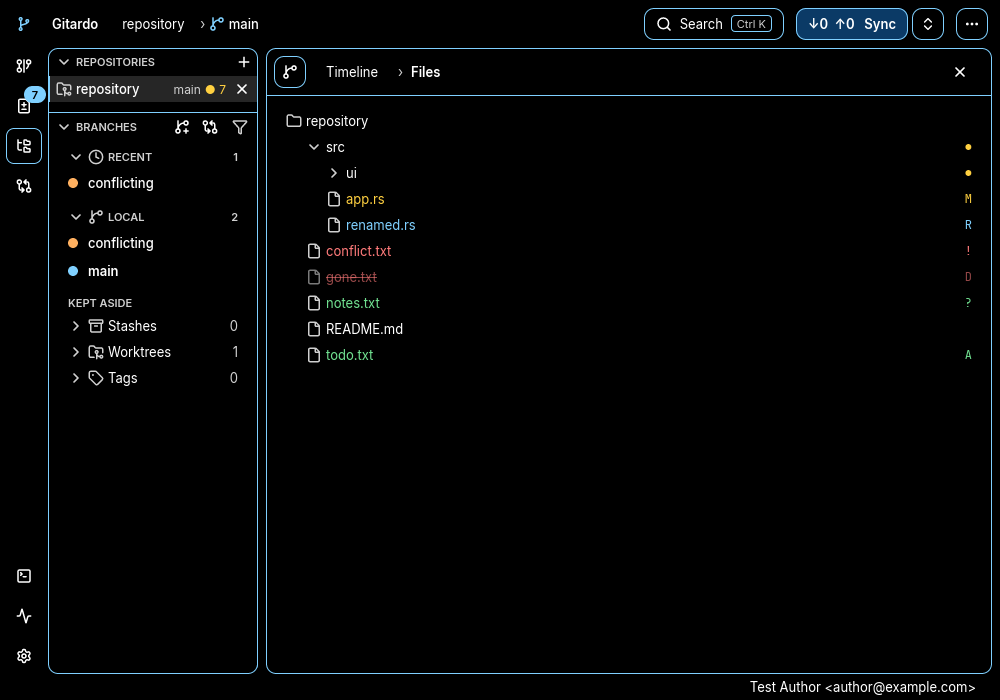 Gitardo repository › main Search Ctrl K ↓0 ↑0 Sync
REPOSITORIES
repository main 7
7
BRANCHES
RECENT 1
conflicting
LOCAL 2
conflicting
main
KEPT ASIDE
Stashes 0
Worktrees 1
Tags 0
Timeline › Files
repository
src
ui
app.rs M
renamed.rs R
conflict.txt !
gone.txt D
notes.txt ?
README.md
todo.txt A
Test Author <author@example.com>